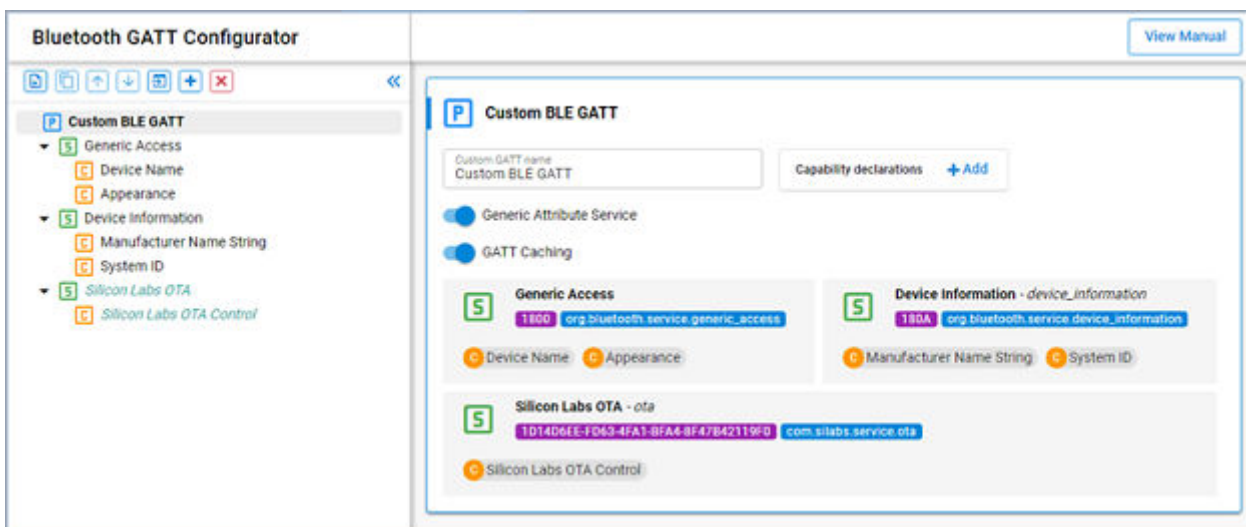 Bluetooth GATT Configurator
View Manual
P Custom BLE GATT
S Generic Access
C Device Name
C Appearance
S Device Information
C Manufacturer Name String
C System ID
S Silicon Labs OTA
C Silicon Labs OTA Control
P Custom BLE GATT
Custom GATT name
Custom BLE GATT
Capability declarations + Add
Generic Attribute Service
GATT Caching
S Generic Access
1800 org.bluetooth.service.generic_access
C Device Name C Appearance
S Device Information - device_information
180A org.bluetooth.service.device_information
C Manufacturer Name String C System ID
S Silicon Labs OTA - ota
1D14D6EE-FD63-4FA1-BFA4-8F47B42119F0 com.silabs.service.ota
C Silicon Labs OTA Control